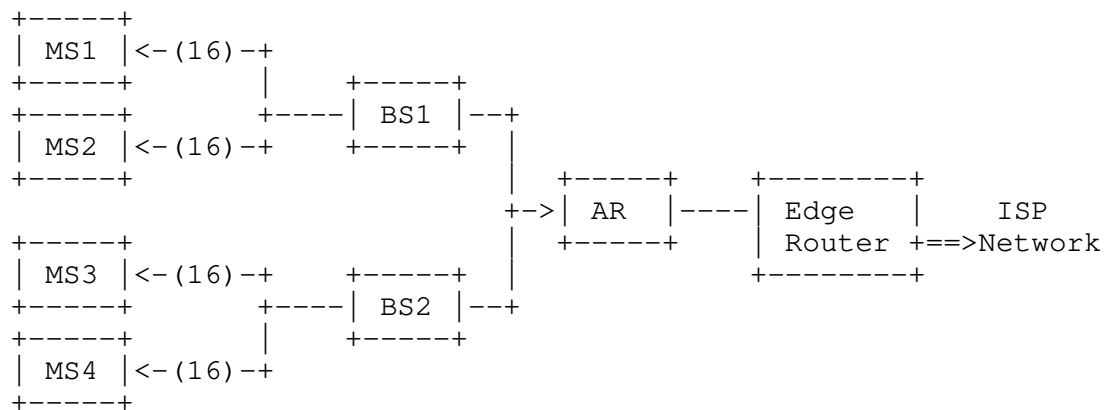 +-----+
| MS1 |<-(16)-+
+-----+       |    +-----+
+-----+       +----| BS1 |--+
| MS2 |<-(16)-+    +-----+  |
+-----+                     |  +-----+    +--------+
                            +->| AR  |----| Edge   |    ISP
+-----+                     |  +-----+    | Router +==>Network
| MS3 |<-(16)-+    +-----+  |             +--------+
+-----+       +----| BS2 |--+
+-----+       |    +-----+
| MS4 |<-(16)-+
+-----+